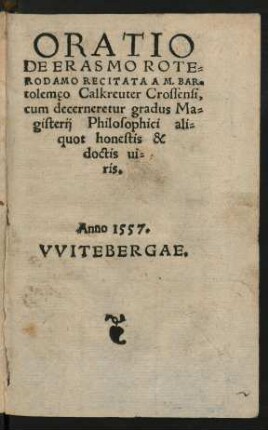 ORATIO
DE ERASMO ROTE-
RODAMO RECITATA A M. BAR-
tolemęo Calkreuter Crossensi,
cum decerneretur gradus Ma-
gisterij Philosophici ali-
quot honestis &
doctis ui-
ris.
Anno 1557.
VVITEBERGAE.